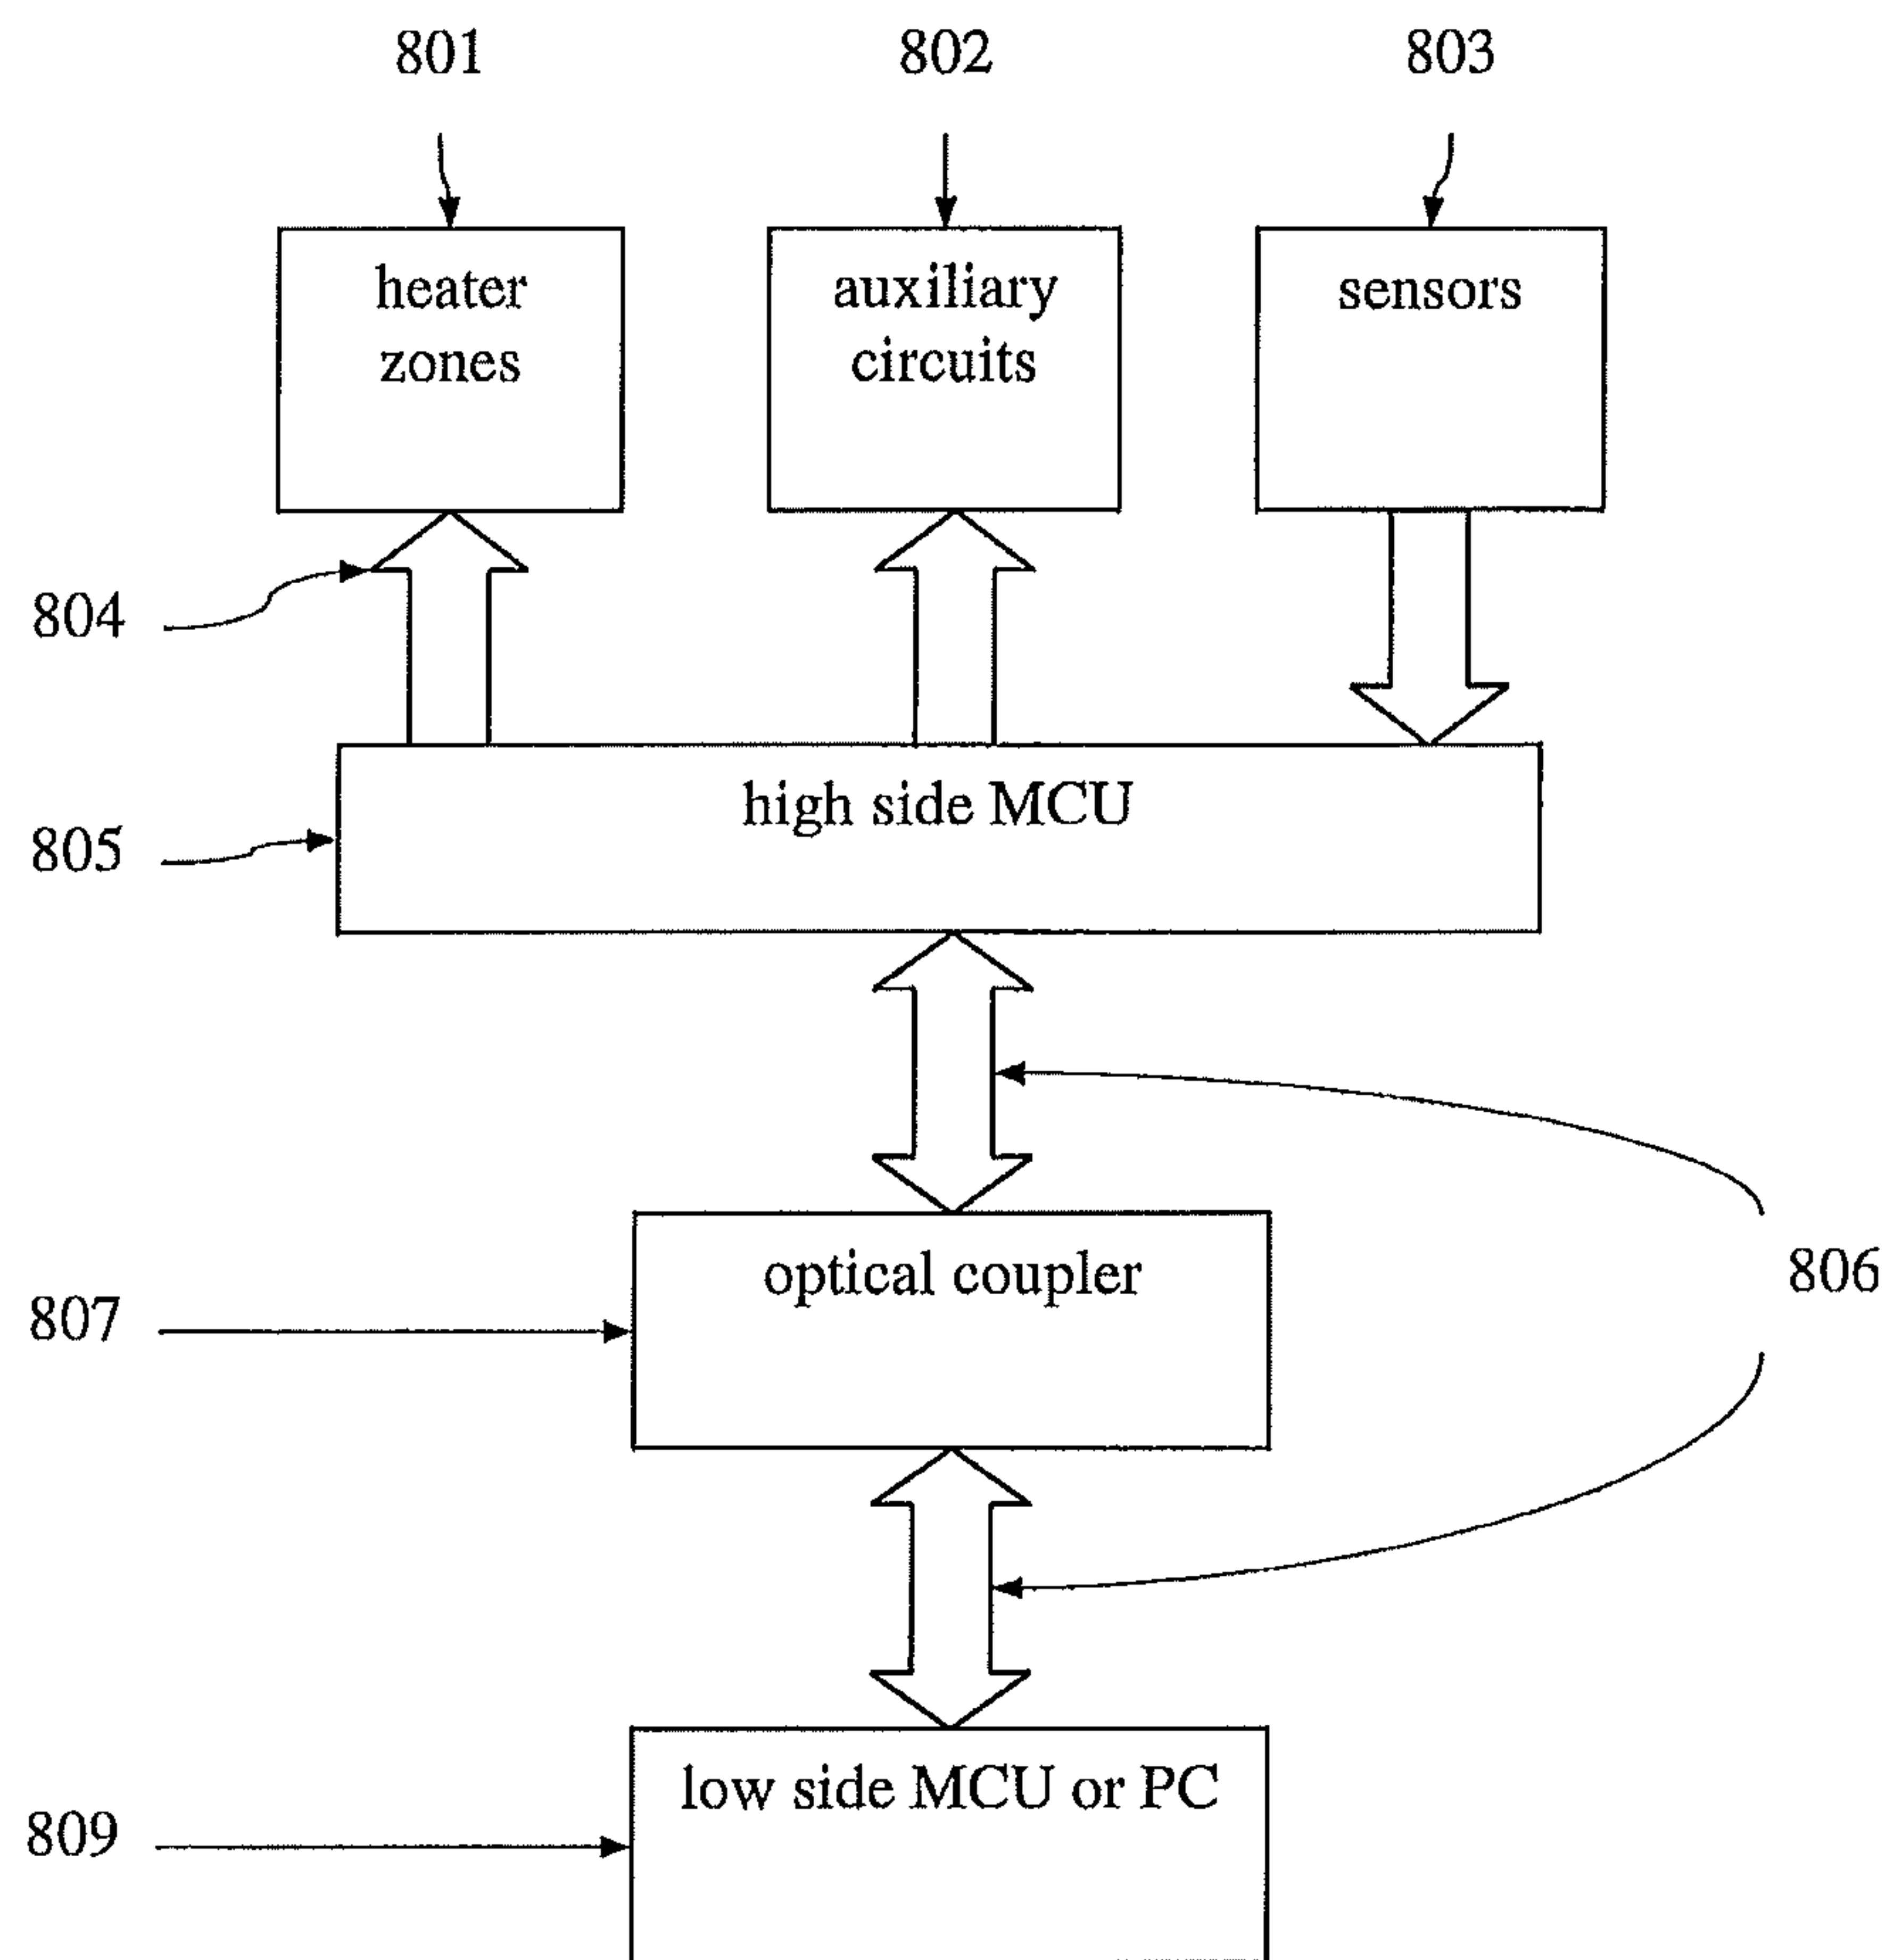 801
802
803
heater
zones
auxiliary
circuits
sensors
804
high side MCU
805
optical coupler
806
807
low side MCU or PC
809